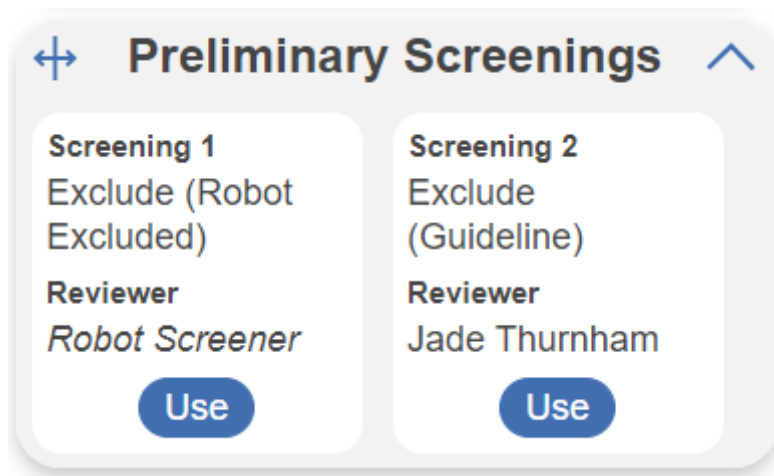 Preliminary Screenings
Screening 1
Exclude (Robot
Excluded)
Reviewer
Robot Screener
Use
Screening 2
Exclude
(Guideline)
Reviewer
Jade Thurnham
Use